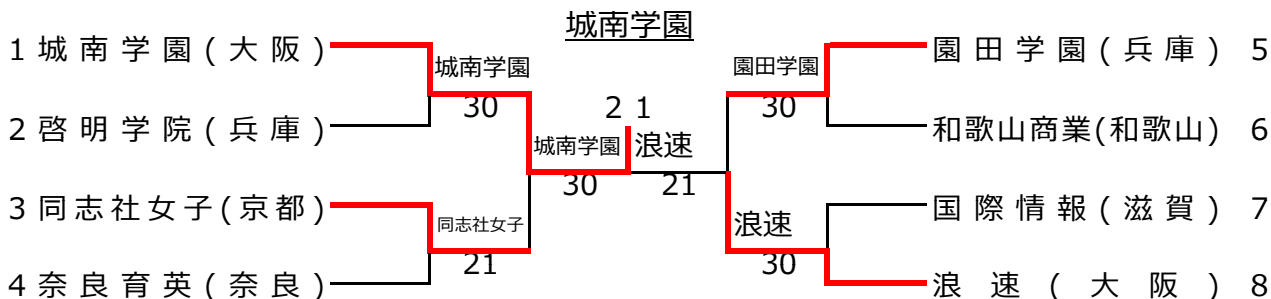 城南学園
1 城南学園(大阪)
園田学園(兵庫) 5
城南学園
園田学園
30
2 1
30
2 啓明学院(兵庫)
和歌山商業(和歌山) 6
城南学園
浪速
30
21
3 同志社女子(京都)
国際情報(滋賀) 7
同志社女子
浪速
21
30
4 奈良育英(奈良)
浪速(大阪) 8